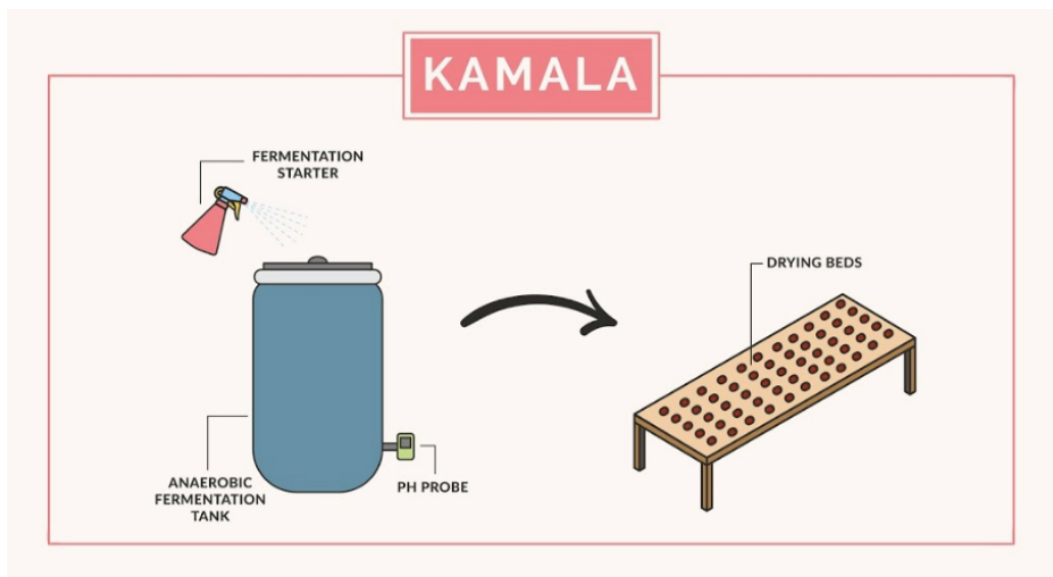 KAMALA
FERMENTATION
STARTER
DRYING BEDS
ANAEROBIC
FERMENTATION
TANK
PH PROBE